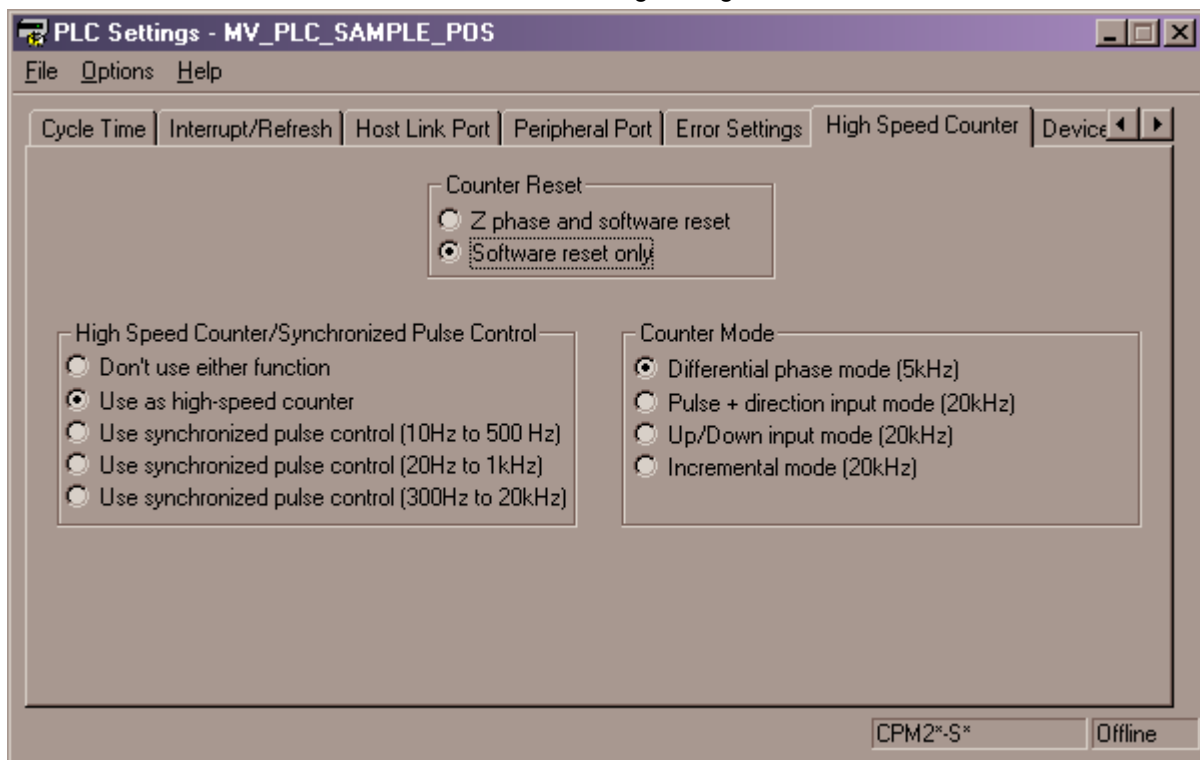 PLC Settings - MV_PLC_SAMPLE_POS
File Options Help
Cycle Time Interrupt/Refresh Host Link Port Peripheral Port Error Settings High Speed Counter Device
Counter Reset
Z phase and software reset
Software reset only
High Speed Counter/Synchronized Pulse Control
Don't use either function
Use as high-speed counter
Use synchronized pulse control (10Hz to 500 Hz)
Use synchronized pulse control (20Hz to 1kHz)
Use synchronized pulse control (300Hz to 20kHz)
Counter Mode
Differential phase mode (5kHz)
Pulse + direction input mode (20kHz)
Up/Down input mode (20kHz)
Incremental mode (20kHz)
CPM2*-S* Offline